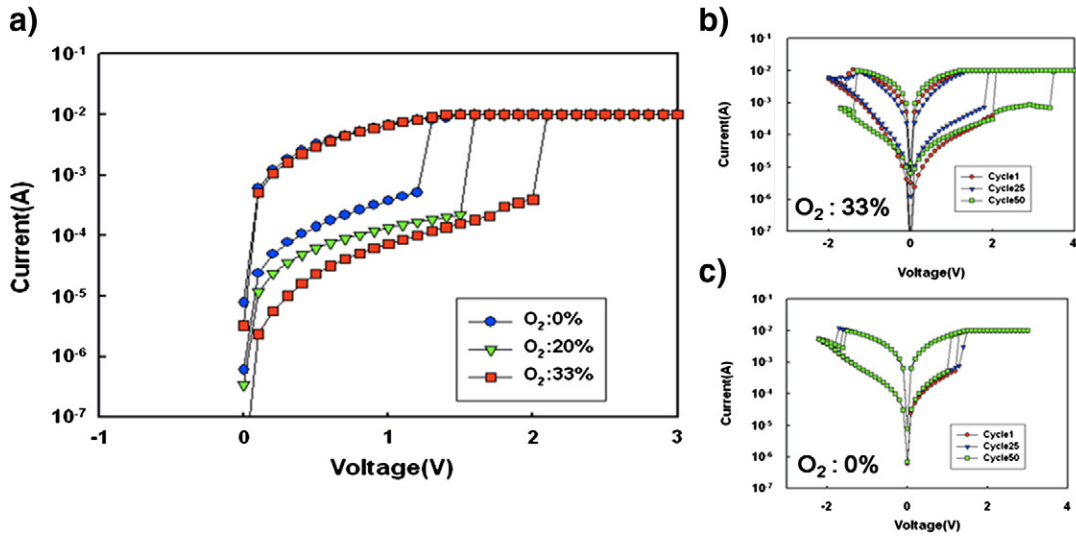 a)
Current(A)
10-1
10-2
10-3
10-4
10-5
10-6
10-7
-1
0
1
2
3
Voltage(V)
O2:0%
O2:20%
O2:33%
b)
Current(A)
10-1
10-2
10-3
10-4
10-5
10-6
10-7
-2
0
2
4
Voltage(V)
O2 : 33%
Cycle1
Cycle25
Cycle50
c)
Current(A)
10-1
10-2
10-3
10-4
10-5
10-6
10-7
-2
0
2
4
Voltage(V)
O2 : 0%
Cycle1
Cycle25
Cycle50